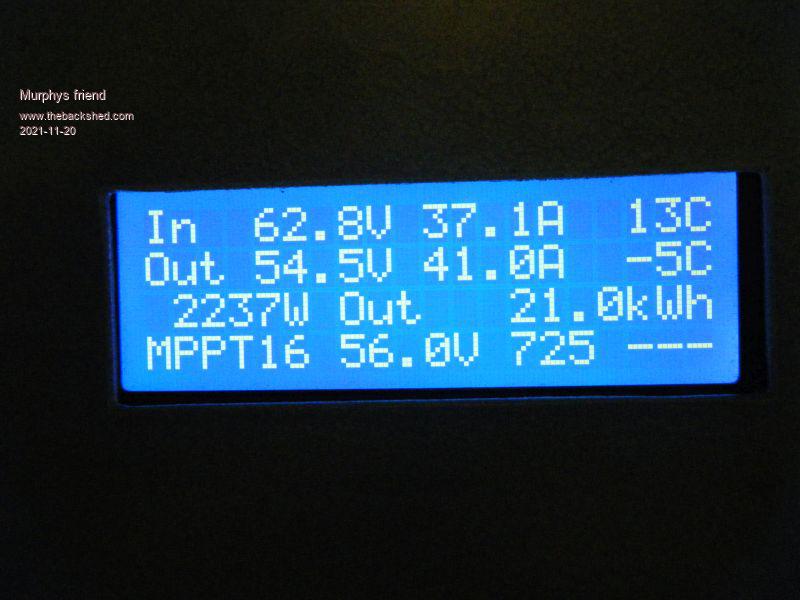 Murphys friend
www.thebackshed.com
2021-11-20
In 62.8V 37.1A 13C
Out 54.5V 41.0A -5C
2237W Out 21.0kWh
MPPT16 56.0V 725 ---